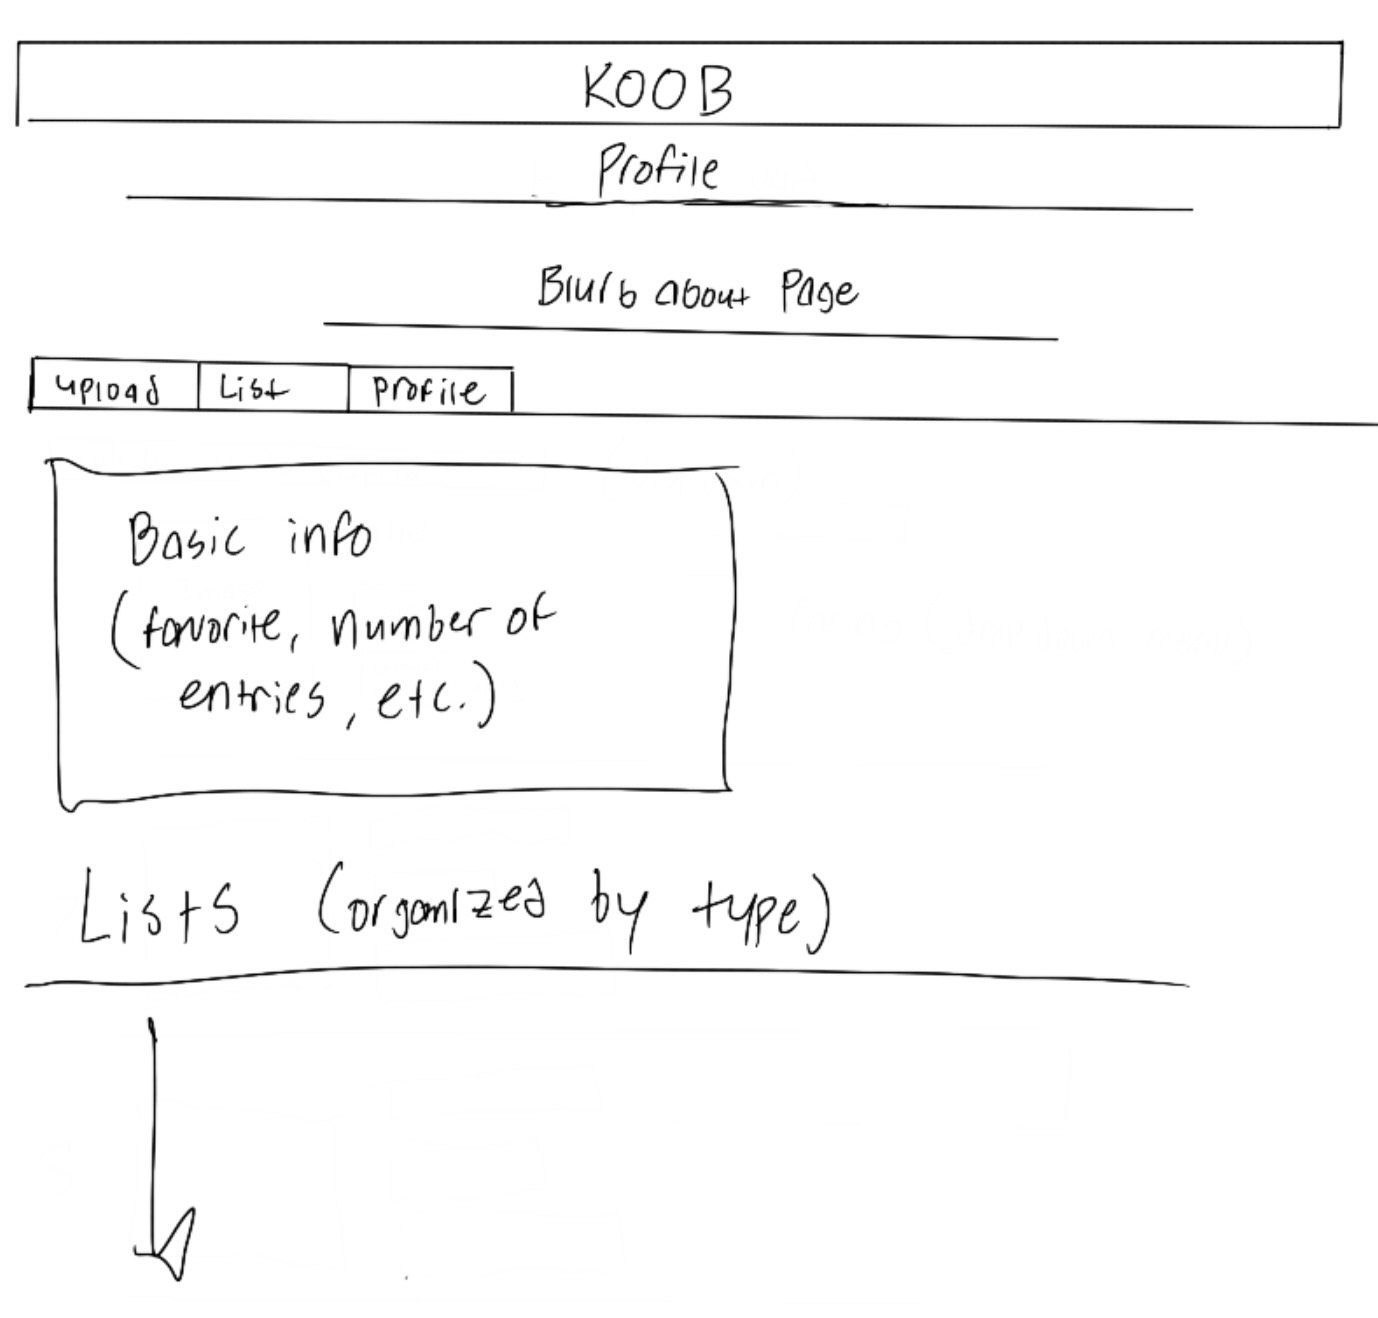 KOOB
Profile
Blurb about Page
upload List Profile
Basic info
(favorite, number of
entries, etc.)
Lists (organized by type)